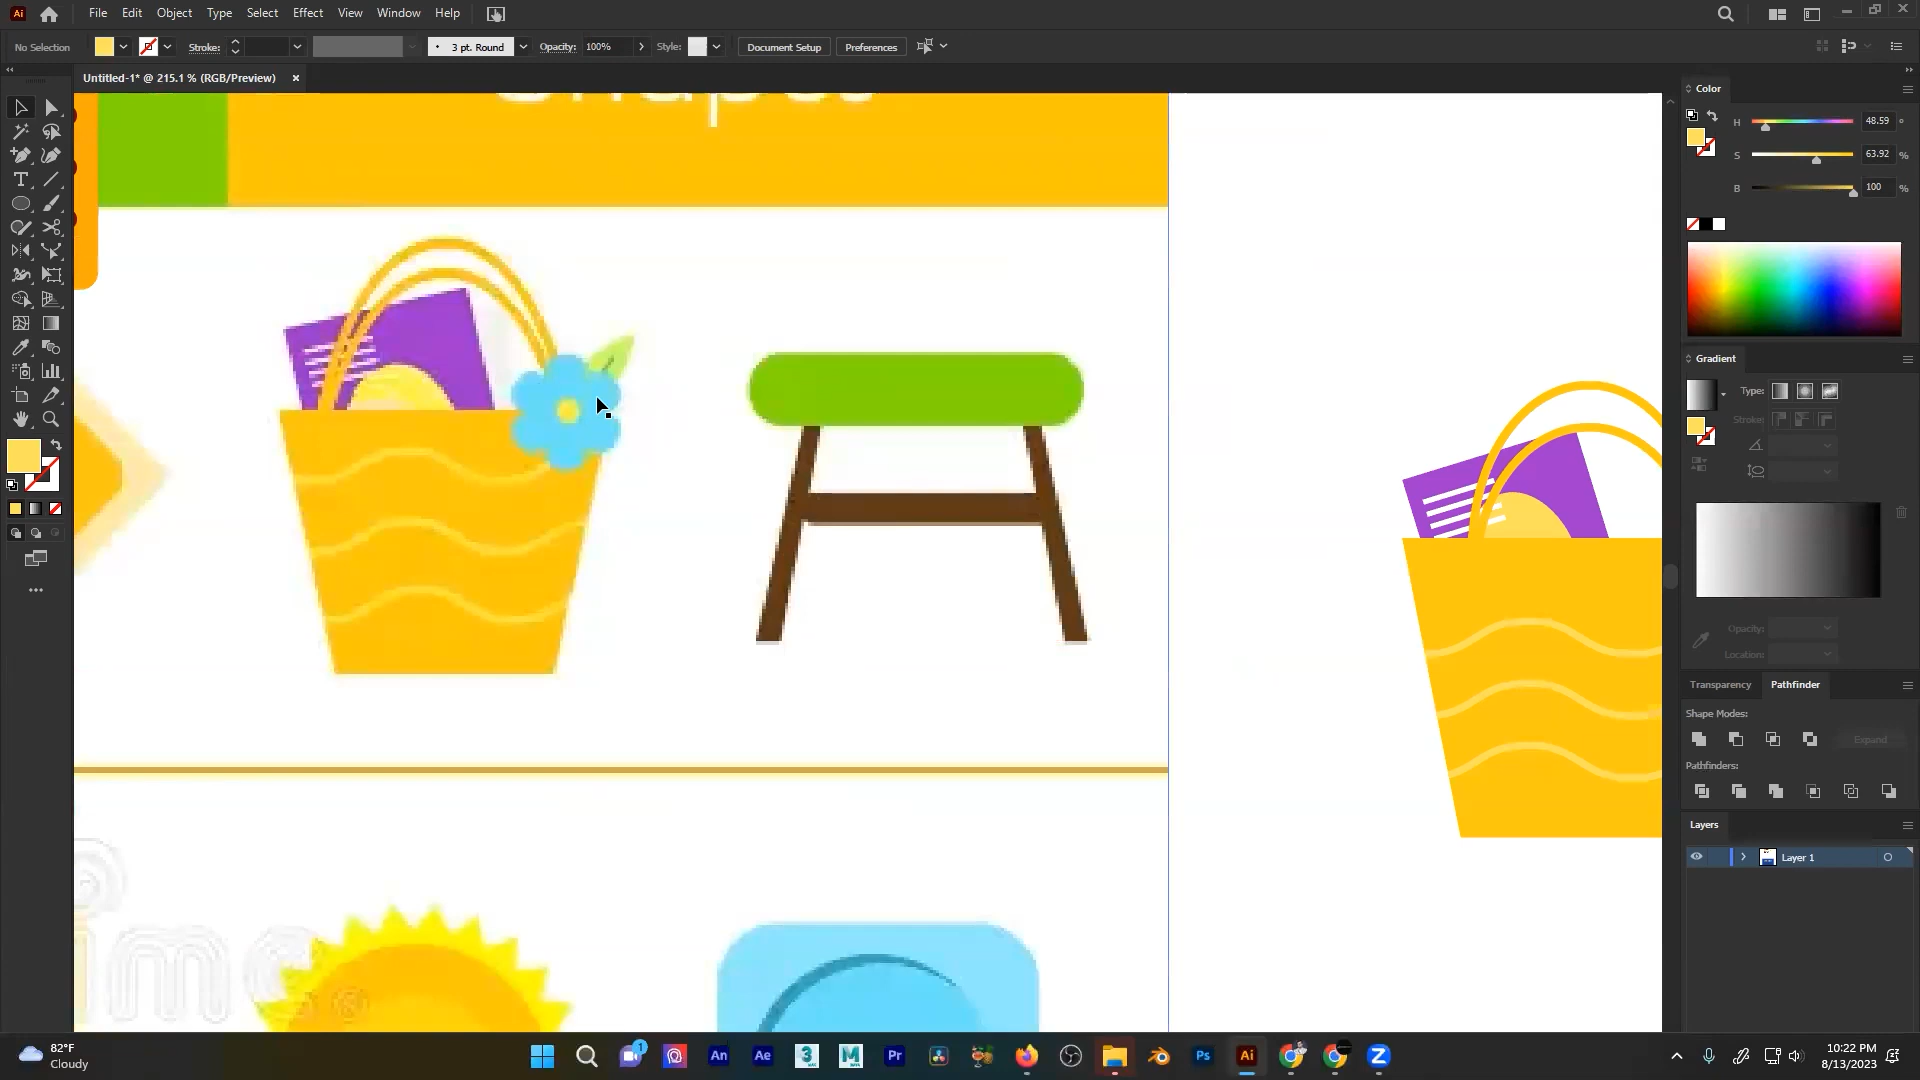 Ai File Edit Object Type Select Effect View Window Help
No Selection Stroke: 3 pt. Round Opacity: 100% Style: Document Setup Preferences
Untitled-1* @ 215.1 % (RGB/Preview)
Color
H 48.59 °
S 63.92 %
B 100 %
Gradient
Type:
Stroke:
Opacity:
Location:
Transparency Pathfinder
Shape Modes:
Expand
Pathfinders:
Layers
Layer 1
82°F
Cloudy
1 An Ae 3 M Pr Ps Ai Z
10:22 PM
8/13/2023